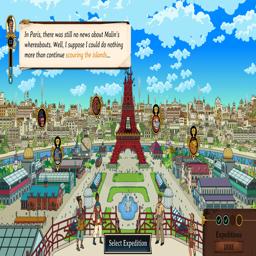 In Paris, there was still no news about Malin's
whereabouts. Well, I suppose I could do nothing
more than continue scouring the islands...
Expeditions
Select Expedition